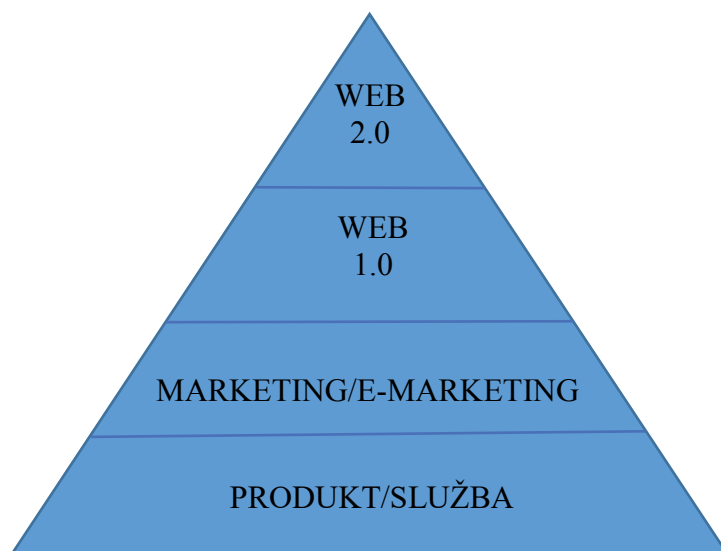 WEB
2.0
WEB
1.0
MARKETING/E-MARKETING
PRODUKT/SLUŽBA